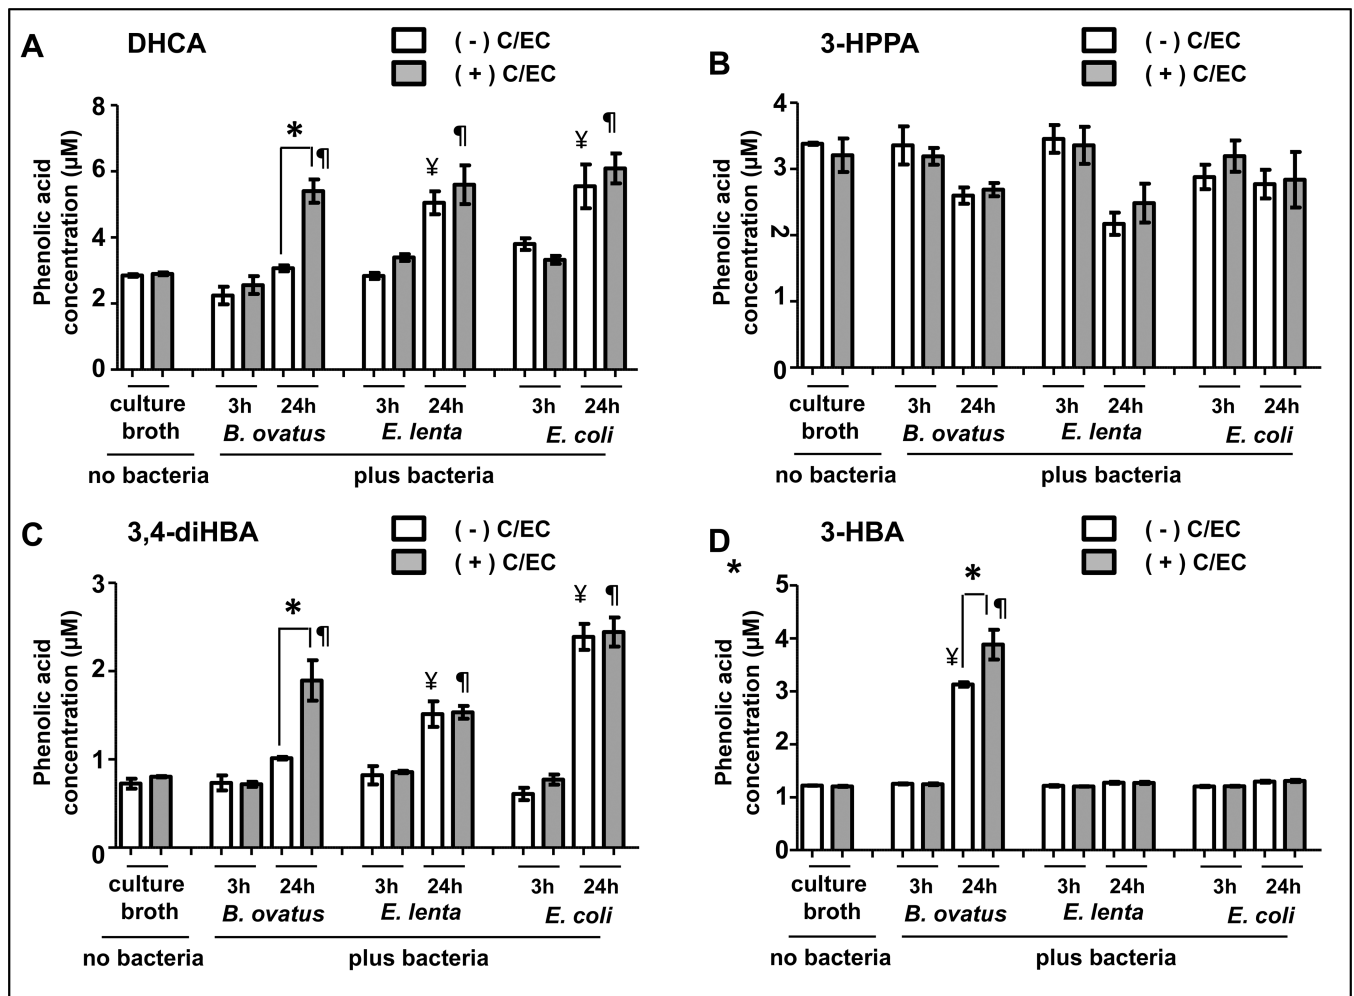 A DHCA
( - ) C/EC
( + ) C/EC
Phenolic acid
concentration (µM)
8
6
4
2
0
* ¶ ¥ ¶ ¥ ¶
3h 24h 3h 24h 3h 24h
culture
broth
B. ovatus E. lenta E. coli
no bacteria plus bacteria
B 3-HPPA
( - ) C/EC
( + ) C/EC
Phenolic acid
concentration (µM)
4
3
2
1
0
3h 24h 3h 24h 3h 24h
culture
broth
B. ovatus E. lenta E. coli
no bacteria plus bacteria
C 3,4-diHBA
( - ) C/EC
( + ) C/EC
Phenolic acid
concentration (µM)
3
2
1
0
* ¶ ¥ ¶ ¥ ¶
3h 24h 3h 24h 3h 24h
culture
broth
B. ovatus E. lenta E. coli
no bacteria plus bacteria
D 3-HBA
*
( - ) C/EC
( + ) C/EC
Phenolic acid
concentration (µM)
5
4
3
2
1
0
¥ * ¶
3h 24h 3h 24h 3h 24h
culture
broth
B. ovatus E. lenta E. coli
no bacteria plus bacteria